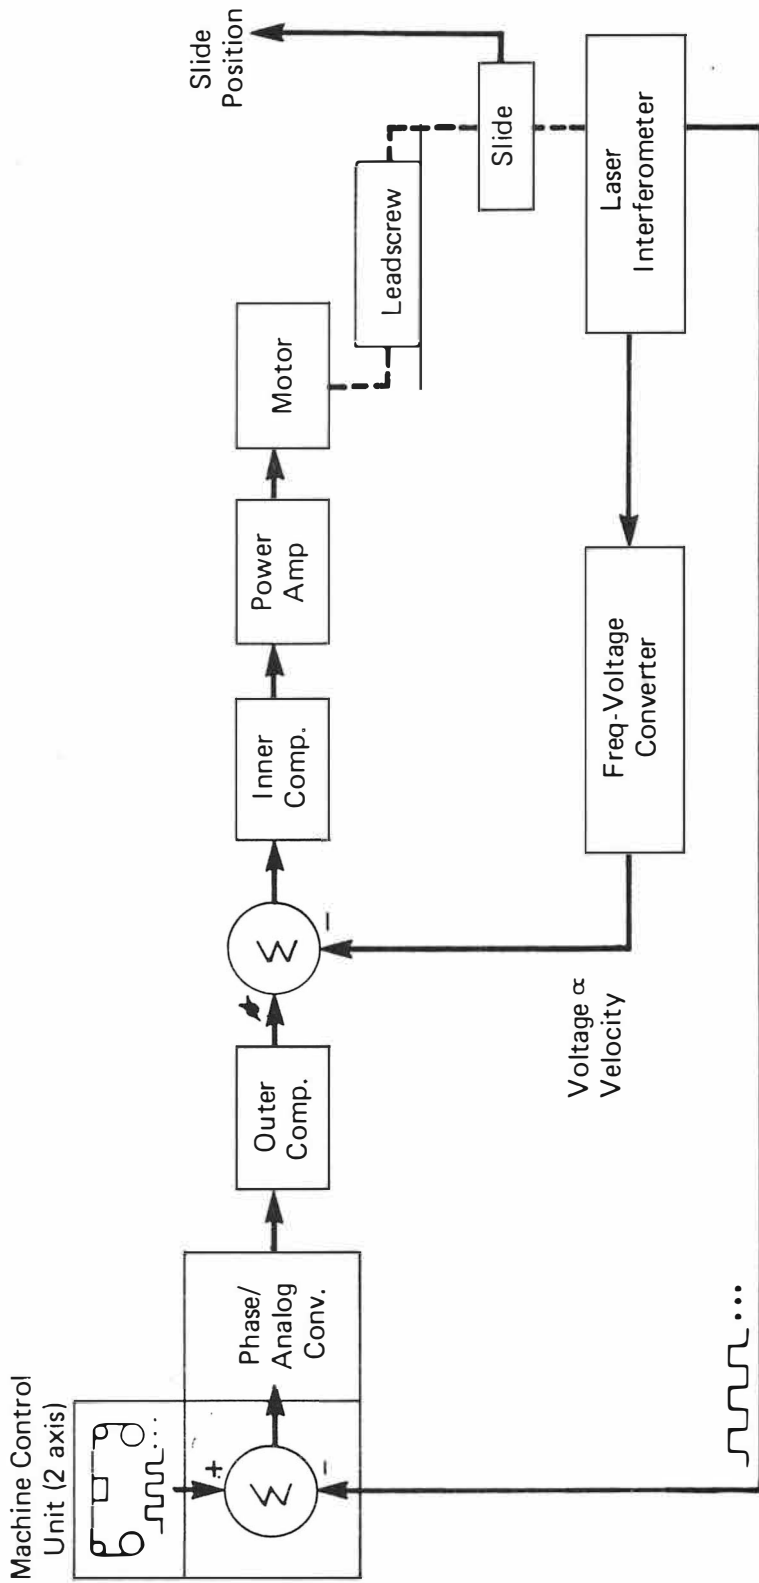 Machine Control
Unit (2 axis)
+
Σ
−
Phase/
Analog
Conv.
Outer
Comp.
Σ
−
Inner
Comp.
Power
Amp
Motor
Leadscrew
Slide
Slide
Position
Laser
Interferometer
Freq-Voltage
Converter
Voltage ∝
Velocity